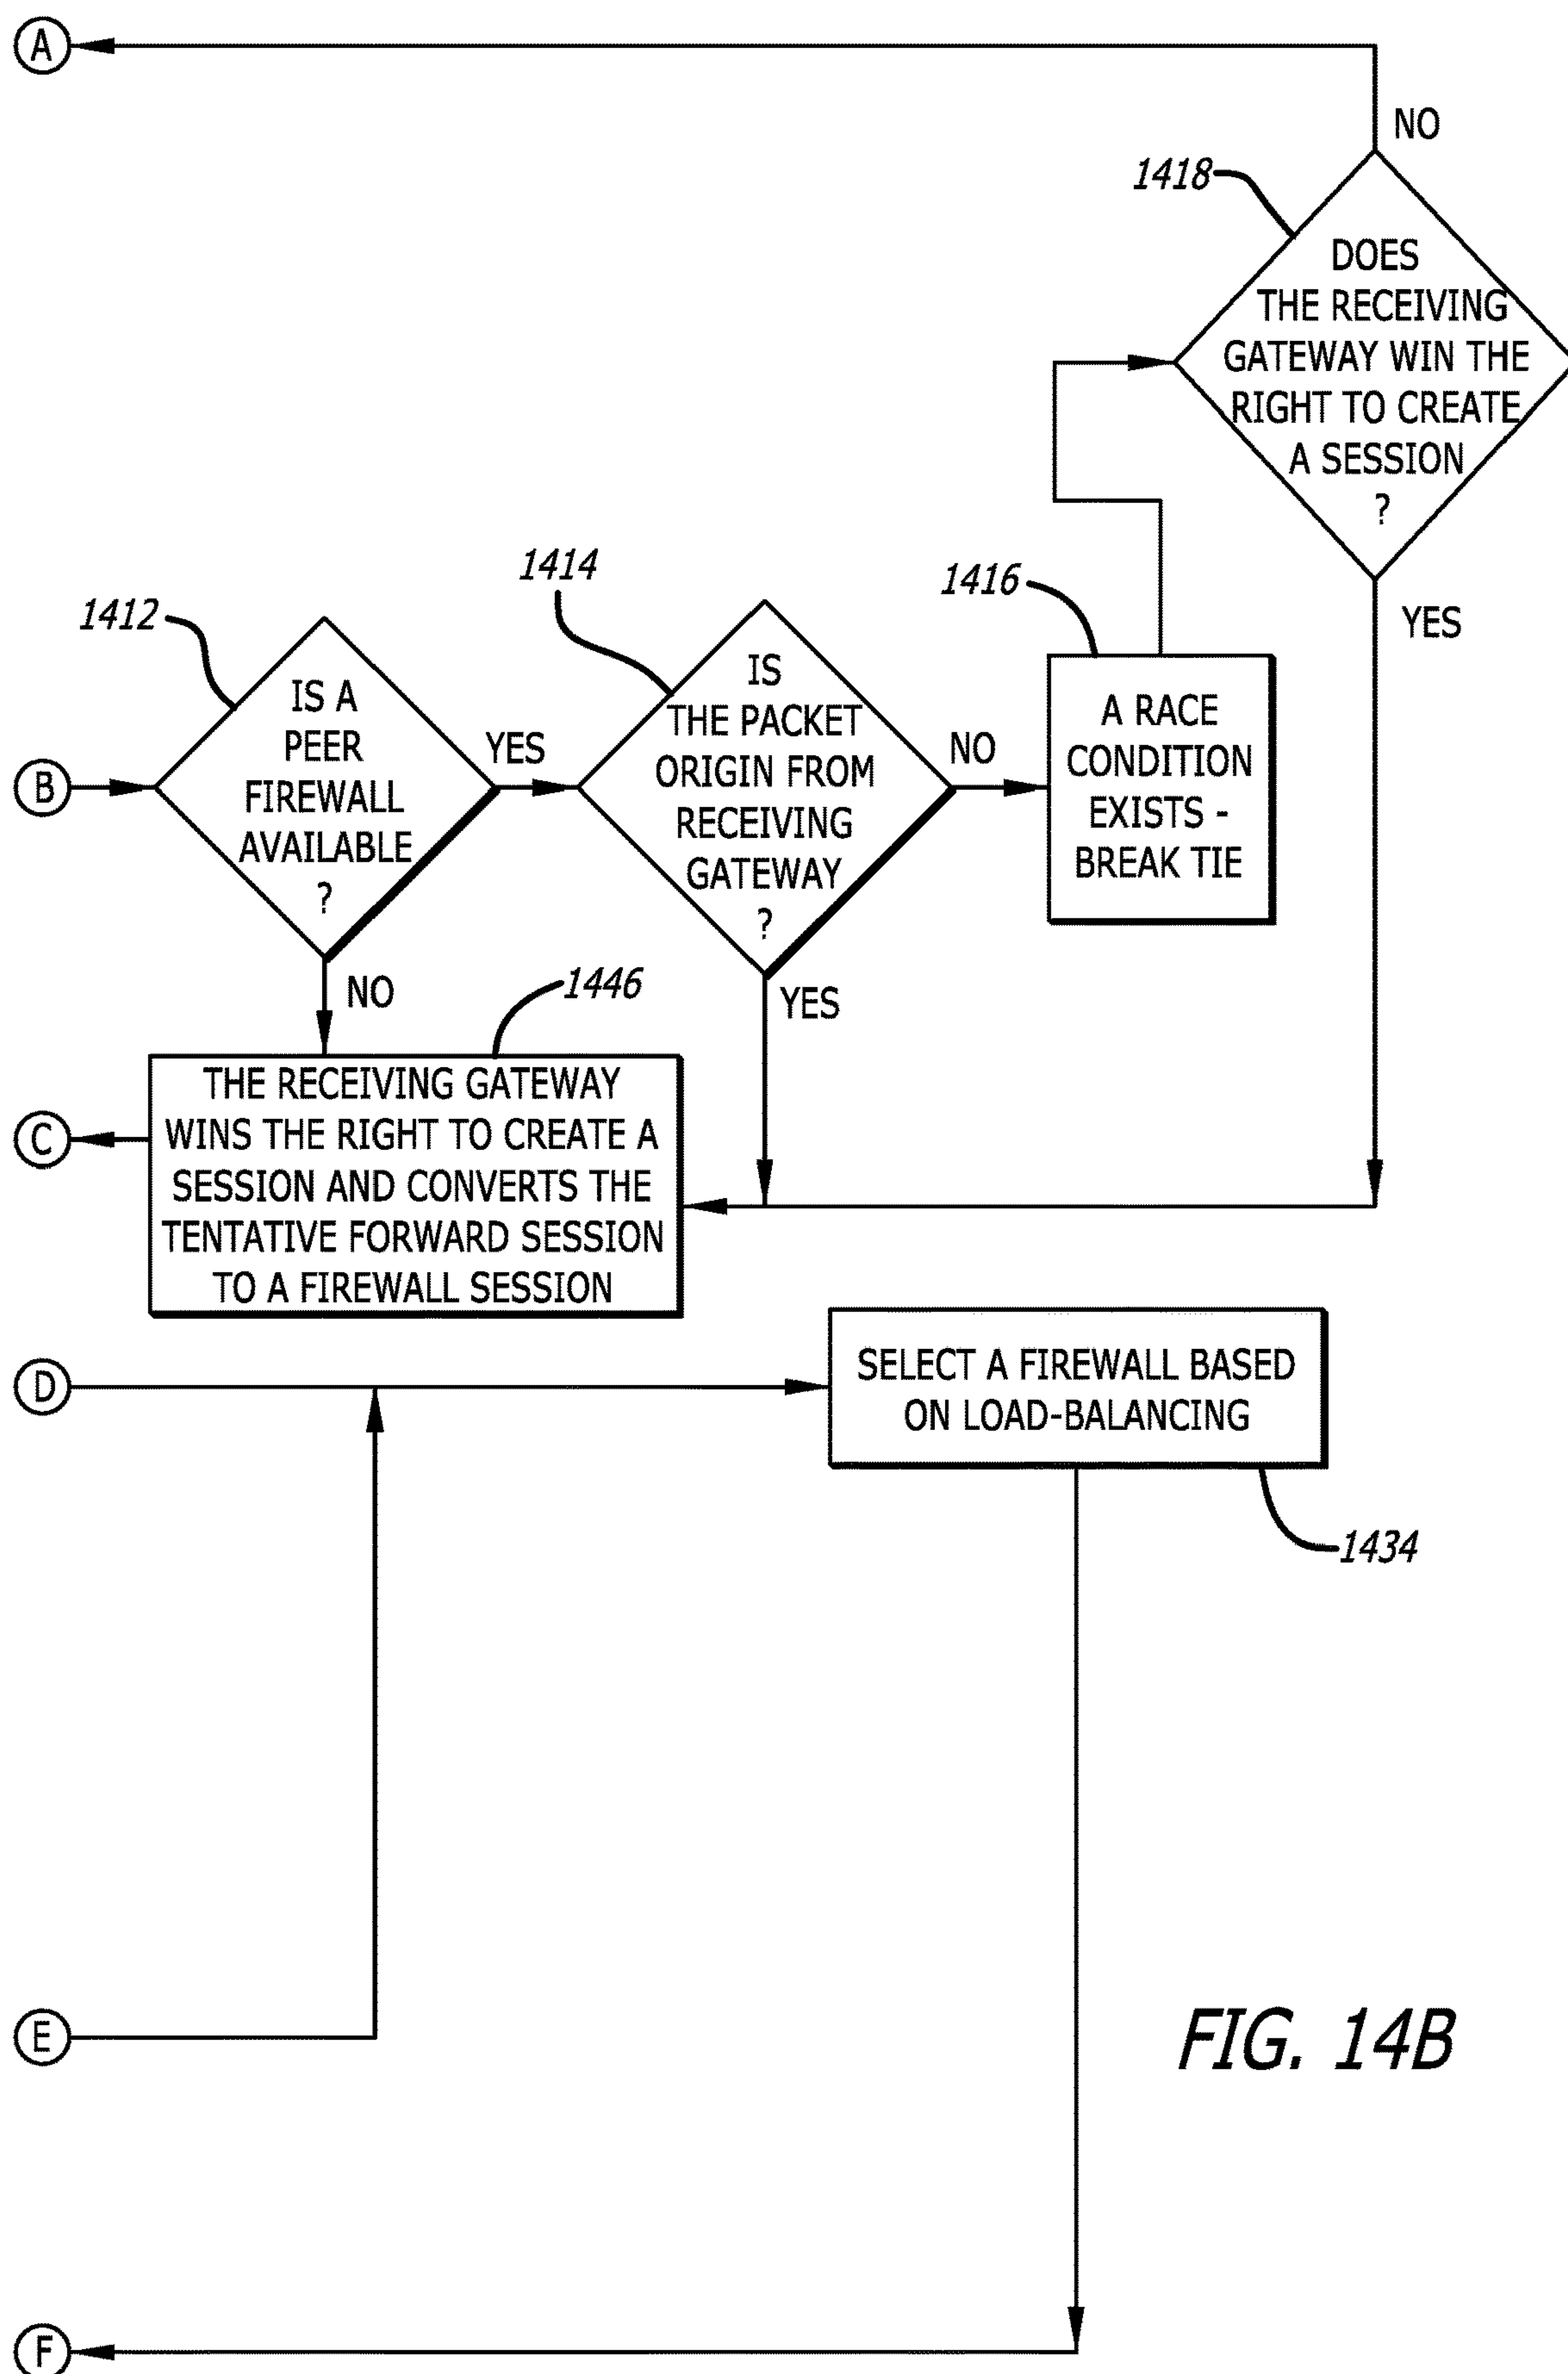 A
NO
1418
DOES
THE RECEIVING
GATEWAY WIN THE
RIGHT TO CREATE
A SESSION
?
YES
1412
IS A
PEER
FIREWALL
AVAILABLE
?
B
YES
NO
1414
IS
THE PACKET
ORIGIN FROM
RECEIVING
GATEWAY
?
NO
YES
1416
A RACE
CONDITION
EXISTS -
BREAK TIE
1446
THE RECEIVING GATEWAY
WINS THE RIGHT TO CREATE A
SESSION AND CONVERTS THE
TENTATIVE FORWARD SESSION
TO A FIREWALL SESSION
C
D
SELECT A FIREWALL BASED
ON LOAD-BALANCING
1434
E
FIG. 14B
F